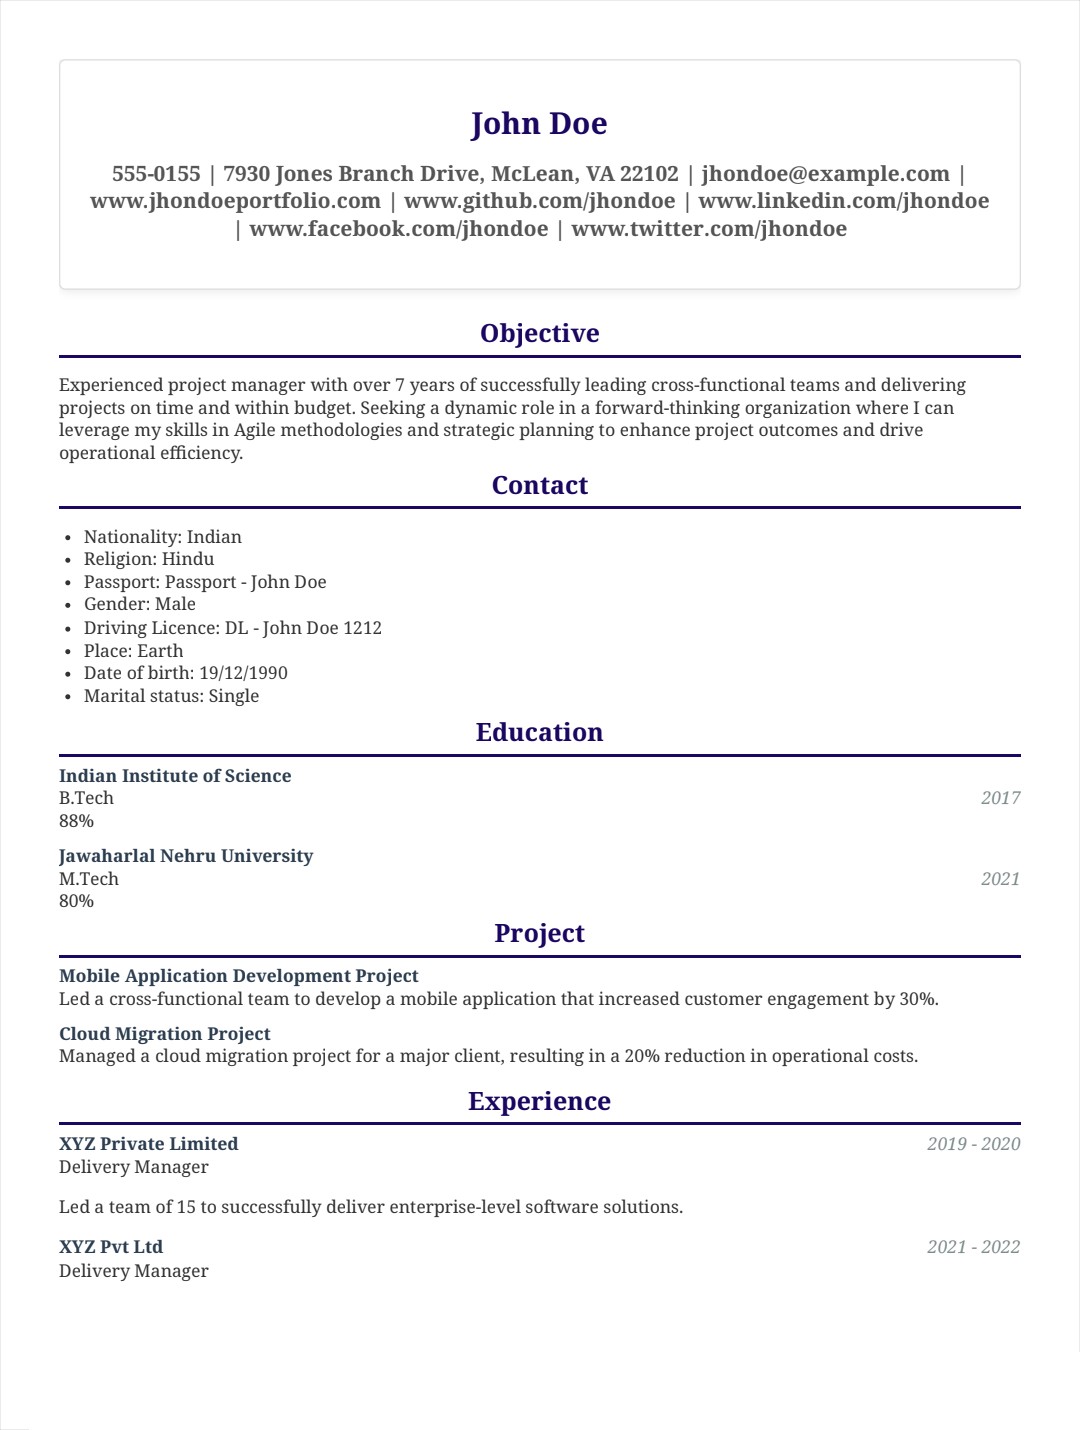 John Doe
555-0155 | 7930 Jones Branch Drive, McLean, VA 22102 | jhondoe@example.com |
www.jhondoeportfolio.com | www.github.com/jhondoe | www.linkedin.com/jhondoe
| www.facebook.com/jhondoe | www.twitter.com/jhondoe
Objective
Experienced project manager with over 7 years of successfully leading cross-functional teams and delivering
projects on time and within budget. Seeking a dynamic role in a forward-thinking organization where I can
leverage my skills in Agile methodologies and strategic planning to enhance project outcomes and drive
operational efficiency.
Contact
• Nationality: Indian
• Religion: Hindu
• Passport: Passport - John Doe
• Gender: Male
• Driving Licence: DL - John Doe 1212
• Place: Earth
• Date of birth: 19/12/1990
• Marital status: Single
Education
Indian Institute of Science
B.Tech 2017
88%
Jawaharlal Nehru University
M.Tech 2021
80%
Project
Mobile Application Development Project
Led a cross-functional team to develop a mobile application that increased customer engagement by 30%.
Cloud Migration Project
Managed a cloud migration project for a major client, resulting in a 20% reduction in operational costs.
Experience
XYZ Private Limited 2019 - 2020
Delivery Manager
Led a team of 15 to successfully deliver enterprise-level software solutions.
XYZ Pvt Ltd 2021 - 2022
Delivery Manager